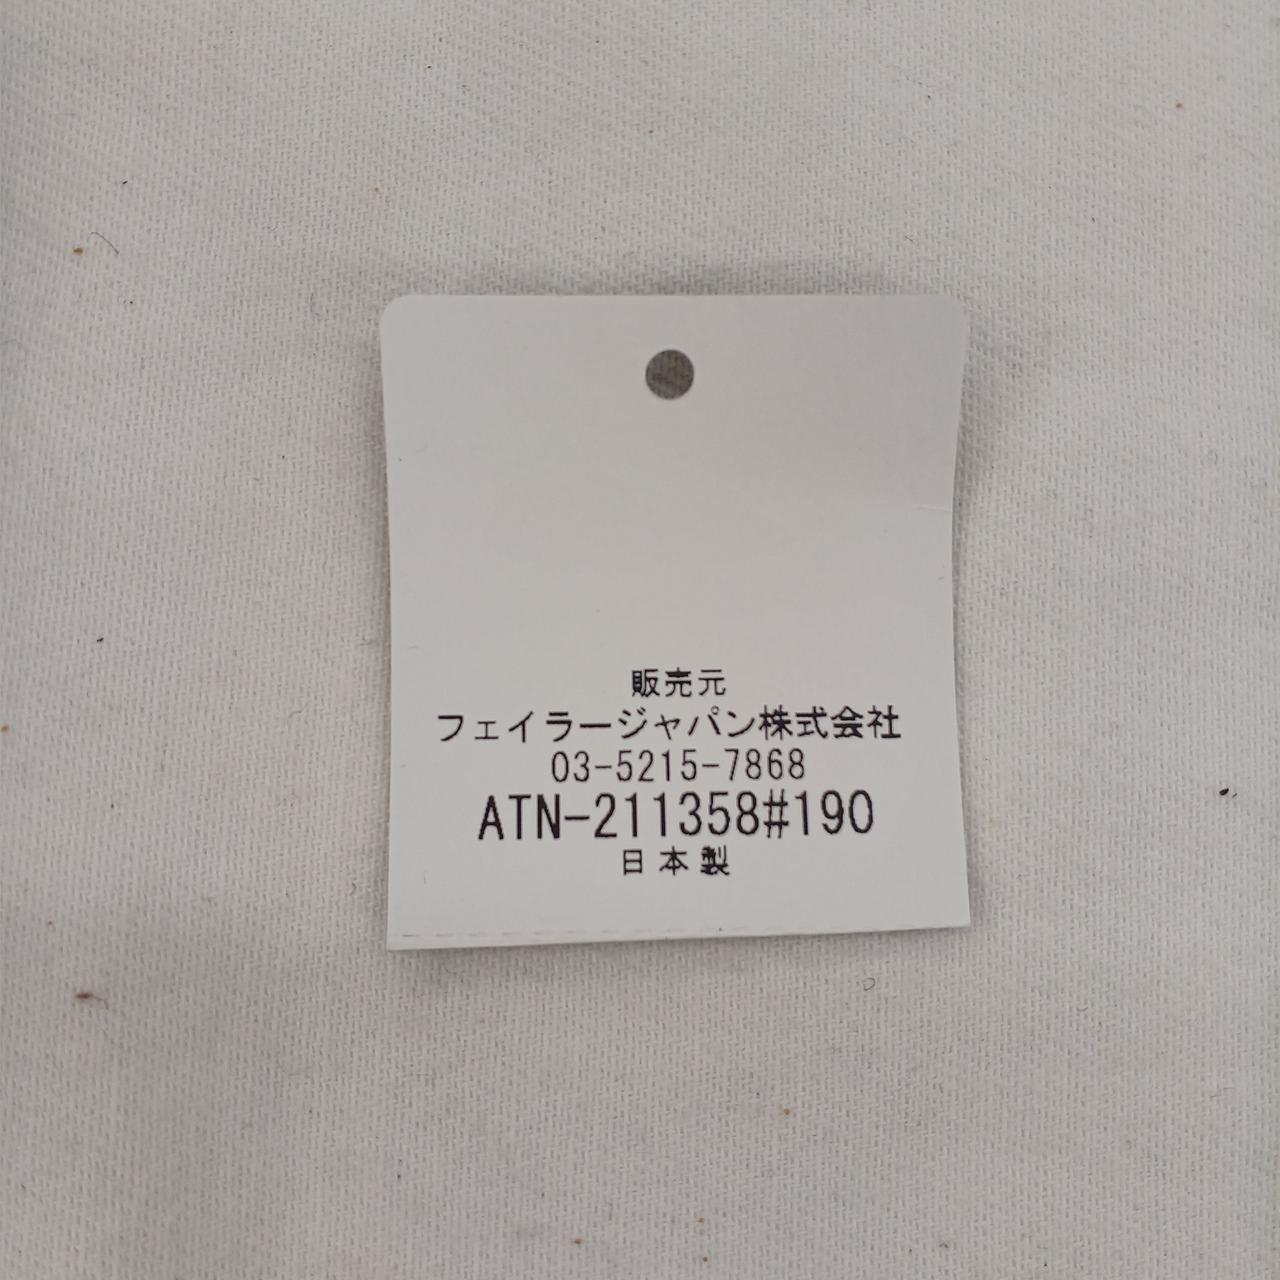 販売元
フェイラージャパン株式会社
03-5215-7868
ATN-211358#190
日本製